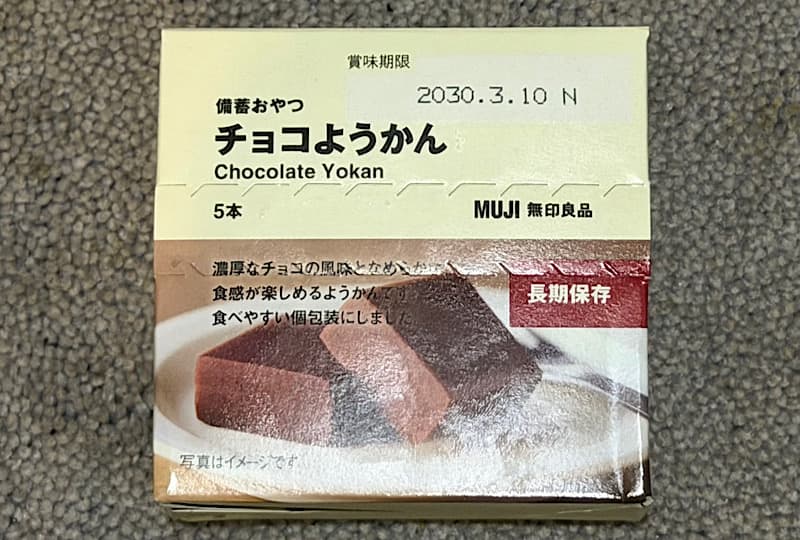 賞味期限
2030.3.10 N
備蓄おやつ
チョコようかん
Chocolate Yokan
5本
MUJI 無印良品
濃厚なチョコの風味となめらかな
食感が楽しめるようかんです
食べやすい個包装にしました
長期保存
写真はイメージです